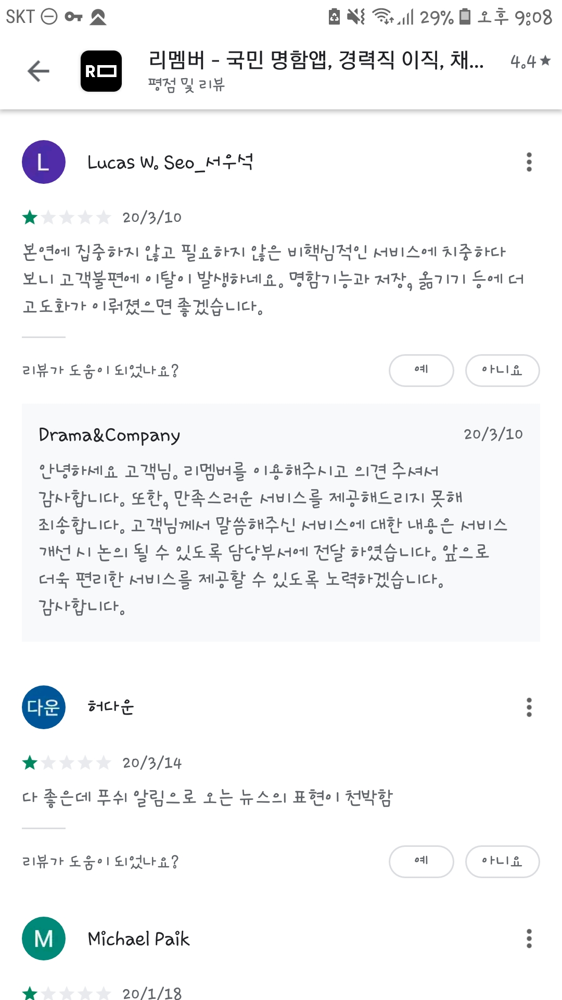 SKT 29% 오후 9:08
리멤버 - 국민 명함앱, 경력직 이직, 채... 4.4★
R
평점 및 리뷰
L Lucas W. Seo_서우석
20/3/10
본연에 집중하지 않고 필요하지 않은 비핵심적인 서비스에 치중하다
보니 고객불편에 이탈이 발생하네요. 명함기능과 저장, 옮기기 등에 더
고도화가 이뤄졌으면 좋겠습니다.
리뷰가 도움이 되었나요? 예 아니요
Drama&Company 20/3/10
안녕하세요 고객님. 리멤버를 이용해주시고 의견 주셔서
감사합니다. 또한, 만족스러운 서비스를 제공해드리지 못해
죄송합니다. 고객님께서 말씀해주신 서비스에 대한 내용은 서비스
개선 시 논의 될 수 있도록 담당부서에 전달 하였습니다. 앞으로
더욱 편리한 서비스를 제공할 수 있도록 노력하겠습니다.
감사합니다.
다운 허다운
20/3/14
다 좋은데 푸쉬 알림으로 오는 뉴스의 표현이 천박함
리뷰가 도움이 되었나요? 예 아니요
M Michael Paik
20/1/18